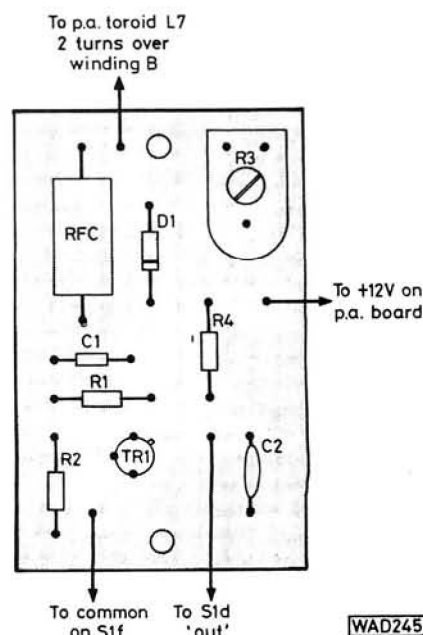 To p.a. toroid L7
2 turns over
winding B
R3
RFC
D1
To +12V on
p.a. board
R4
C1
R1
R2
TR1
C2
To common
on S1f
To S1d
'out'
WAD245